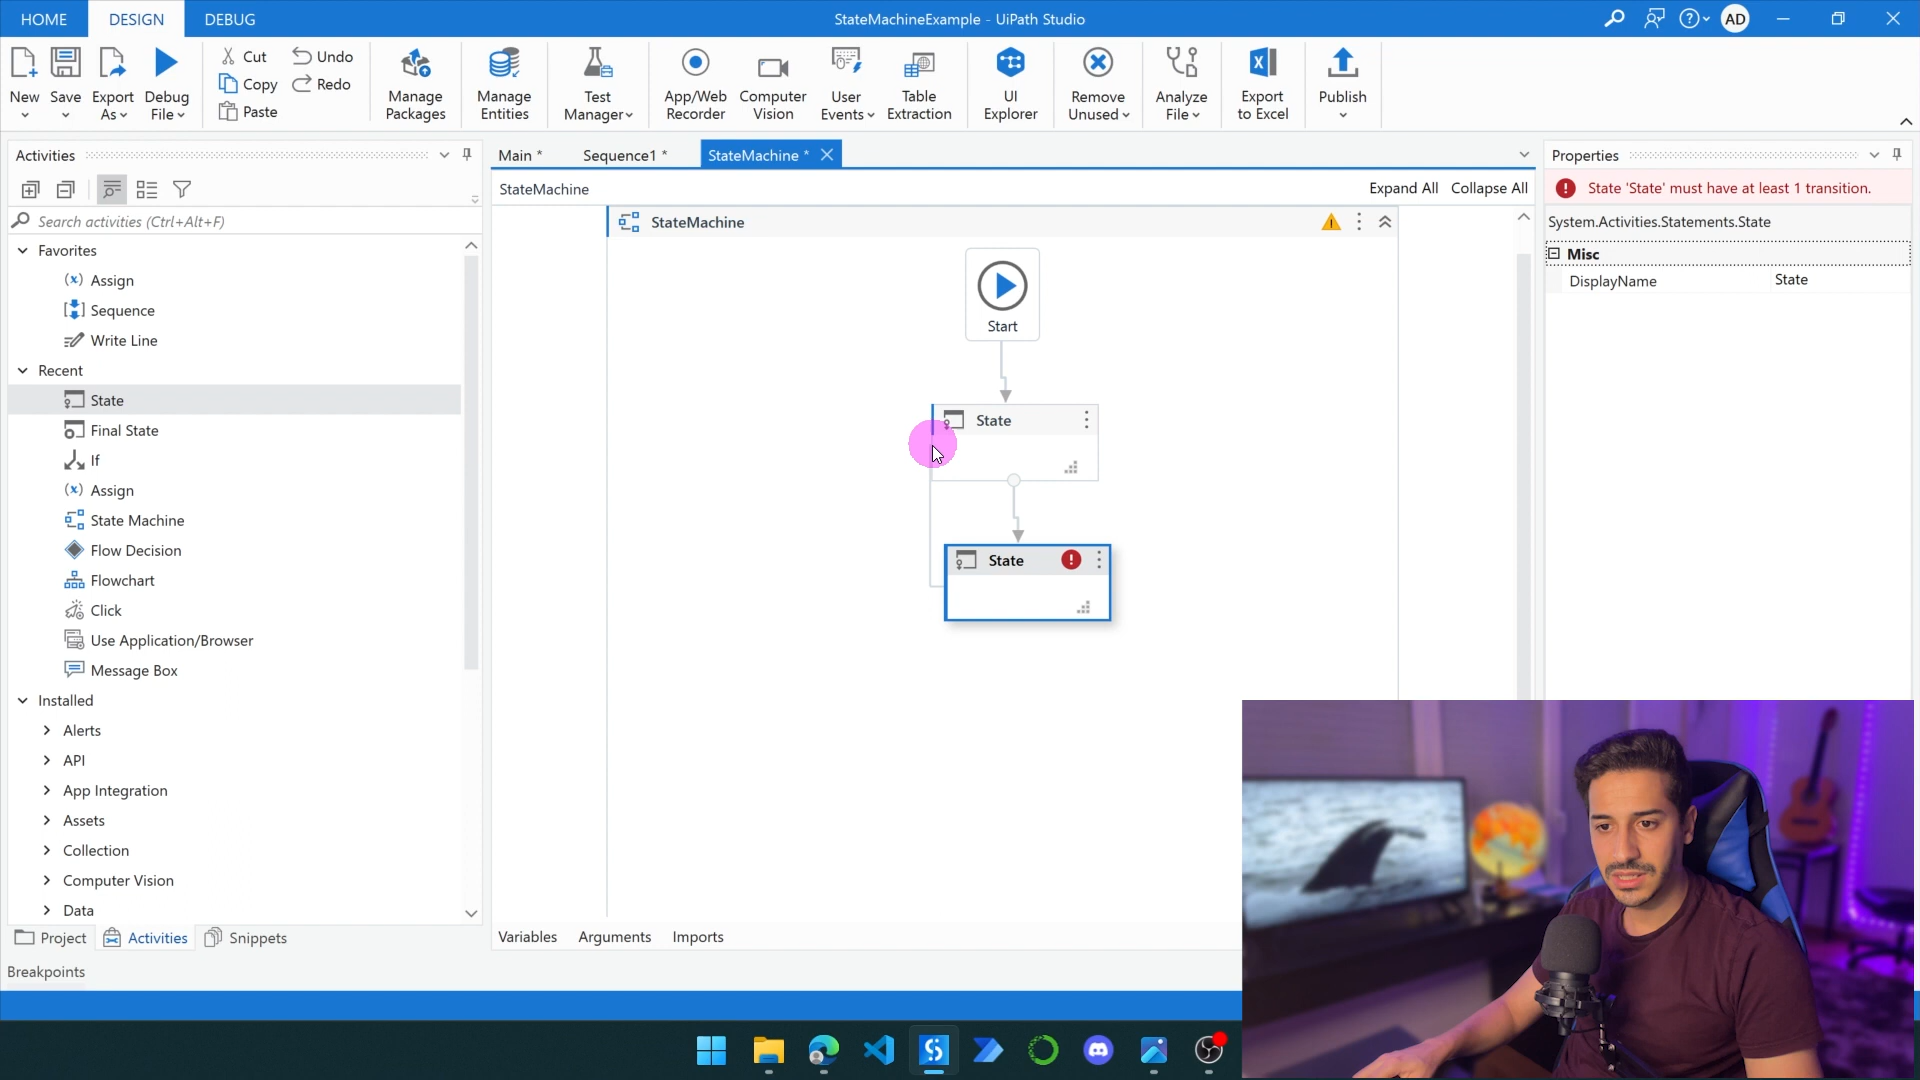 HOME
DESIGN
DEBUG
StateMachineExample - UiPath Studio
AD
New
Save
Export As
Debug File
Cut
Copy
Paste
Undo
Redo
Manage Packages
Manage Entities
Test Manager
App/Web Recorder
Computer Vision
User Events
Table Extraction
UI Explorer
Remove Unused
Analyze File
Export to Excel
Publish
Activities
Search activities (Ctrl+Alt+F)
Favorites
Assign
Sequence
Write Line
Recent
State
Final State
If
Assign
State Machine
Flow Decision
Flowchart
Click
Use Application/Browser
Message Box
Installed
Alerts
API
App Integration
Assets
Collection
Computer Vision
Data
Project
Activities
Snippets
Breakpoints
Main *
Sequence1 *
StateMachine *
StateMachine
Expand All
Collapse All
StateMachine
Start
State
State
Variables
Arguments
Imports
Properties
State 'State' must have at least 1 transition.
System.Activities.Statements.State
Misc
DisplayName
State